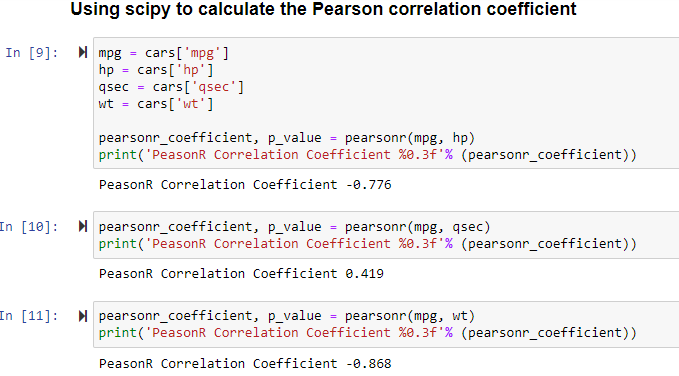 Using scipy to calculate the Pearson correlation coefficient
In [9]:
mpg = cars['mpg']
hp = cars['hp']
qsec = cars['qsec']
wt = cars['wt']
pearsonr_coefficient, p_value = pearsonr(mpg, hp)
print('PeasonR Correlation Coefficient %0.3f'% (pearsonr_coefficient))
PeasonR Correlation Coefficient -0.776
In [10]:
pearsonr_coefficient, p_value = pearsonr(mpg, qsec)
print('PeasonR Correlation Coefficient %0.3f'% (pearsonr_coefficient))
PeasonR Correlation Coefficient 0.419
In [11]:
pearsonr_coefficient, p_value = pearsonr(mpg, wt)
print('PeasonR Correlation Coefficient %0.3f'% (pearsonr_coefficient))
PeasonR Correlation Coefficient -0.868